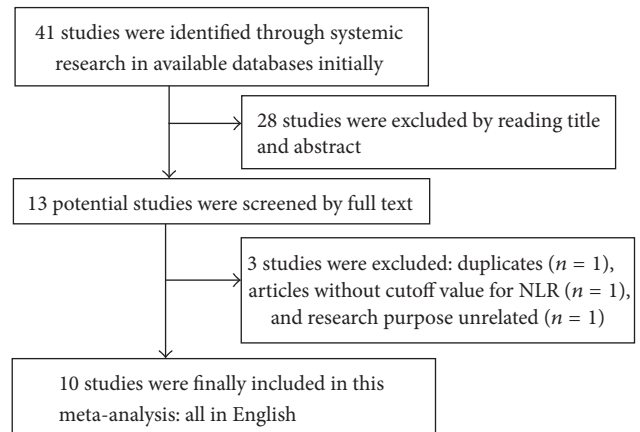 41 studies were identified through systemic
research in available databases initially
28 studies were excluded by reading title
and abstract
13 potential studies were screened by full text
3 studies were excluded: duplicates (n = 1),
articles without cutoff value for NLR (n = 1),
and research purpose unrelated (n = 1)
10 studies were finally included in this
meta-analysis: all in English